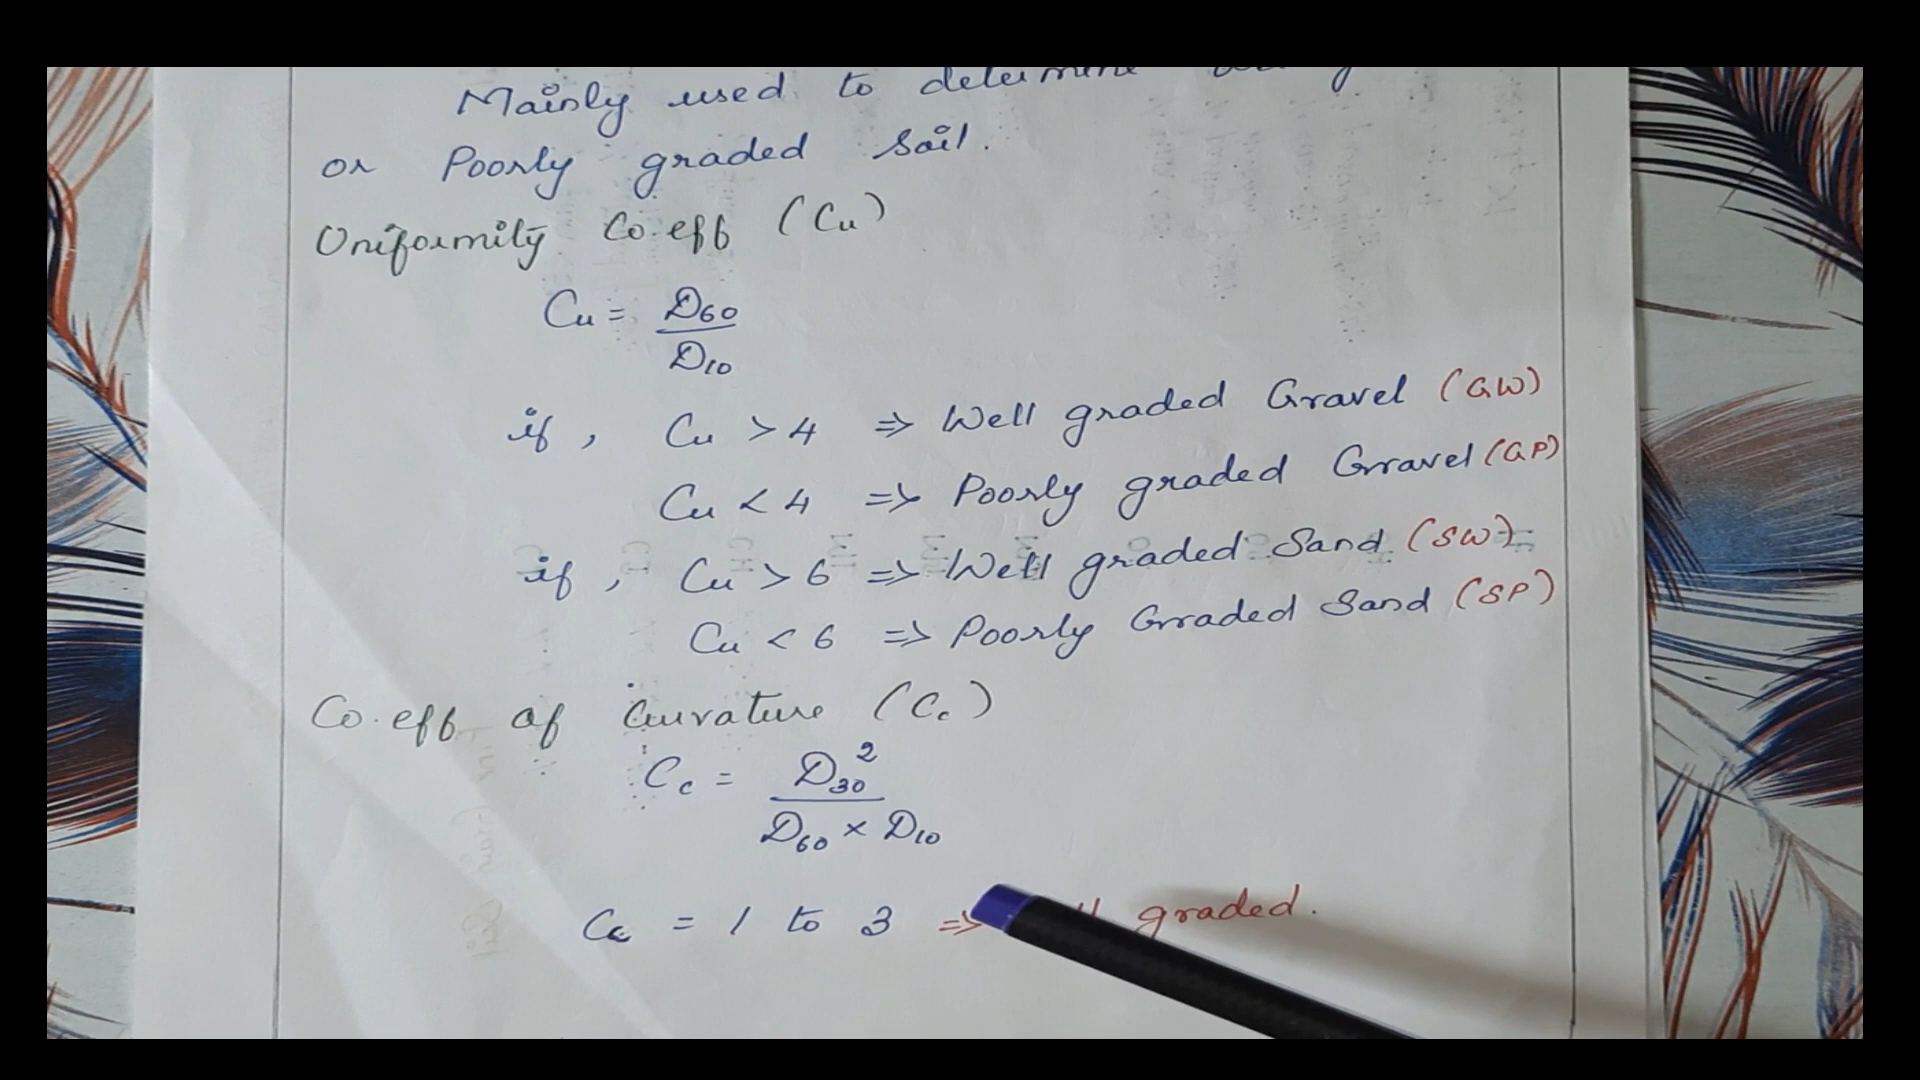 Mainly used to determine
or Poorly graded Soil.
Uniformity Co.eff (Cu)
Cu = D60
D10
if, Cu > 4 => Well graded Gravel (GW)
Cu < 4 => Poorly graded Gravel (GP)
if, Cu > 6 => Well graded Sand (SW)
Cu < 6 => Poorly Graded Sand (SP)
Co.eff of Curvature (Cc)
Cc = D30²
D60 × D10
Cc = 1 to 3 => graded.